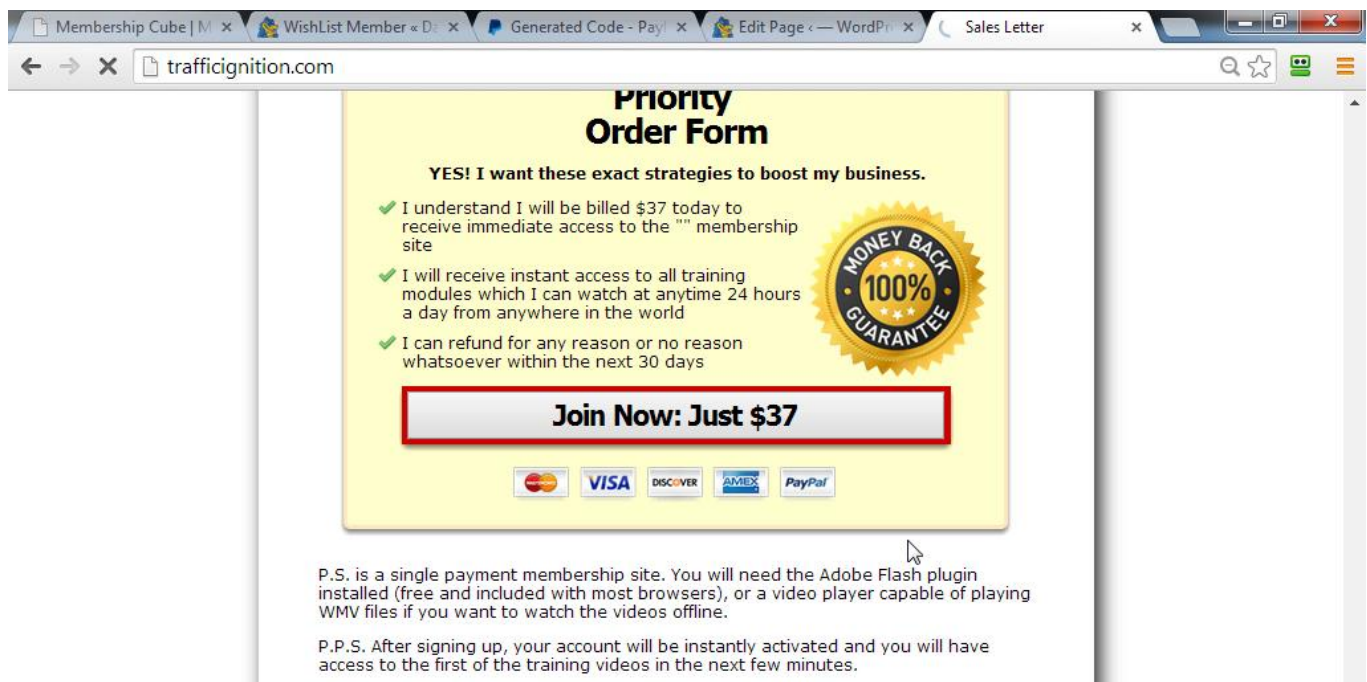 Membership Cube | M
WishList Member « Da
Generated Code - Payl
Edit Page ‹ — WordPr
Sales Letter
trafficignition.com
Priority
Order Form
YES! I want these exact strategies to boost my business.
I understand I will be billed $37 today to
receive immediate access to the "" membership
site
I will receive instant access to all training
modules which I can watch at anytime 24 hours
a day from anywhere in the world
I can refund for any reason or no reason
whatsoever within the next 30 days
MONEY BACK
100%
GUARANTEE
Join Now: Just $37
VISA
DISCOVER
AMEX
PayPal
P.S. is a single payment membership site. You will need the Adobe Flash plugin
installed (free and included with most browsers), or a video player capable of playing
WMV files if you want to watch the videos offline.
P.P.S. After signing up, your account will be instantly activated and you will have
access to the first of the training videos in the next few minutes.